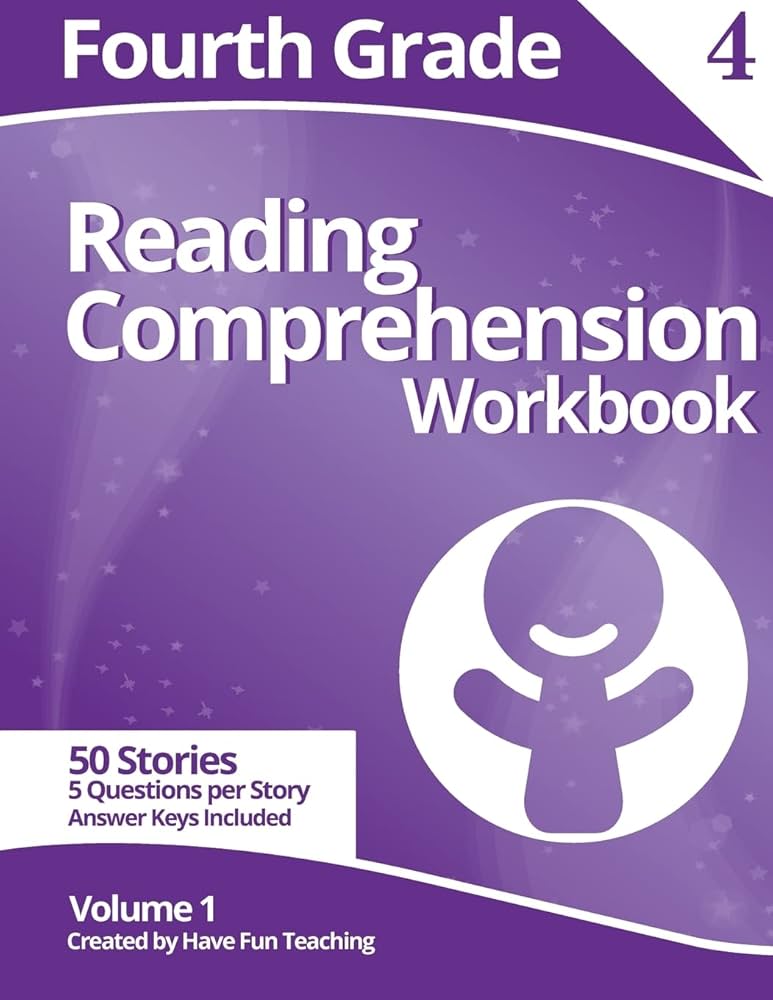 Fourth Grade
4
Reading
Comprehension
Workbook
50 Stories
5 Questions per Story
Answer Keys Included
Volume 1
Created by Have Fun Teaching